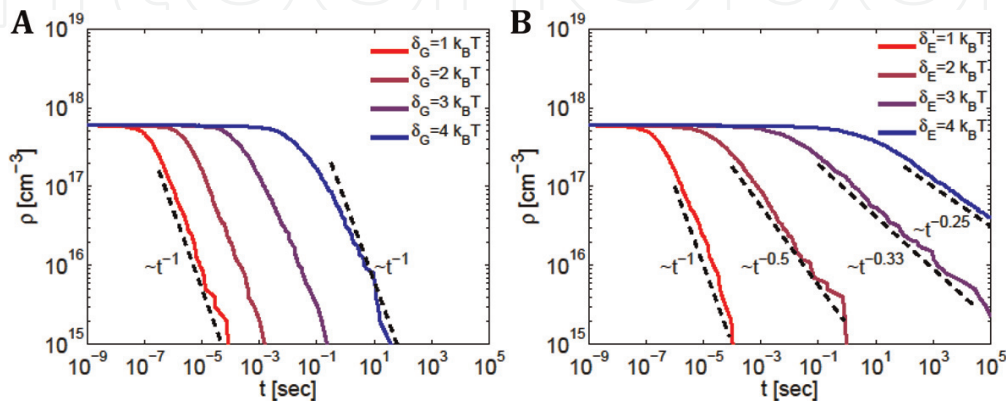 A
B
10^19
10^18
10^17
10^16
10^15
ρ [cm^−3]
δ_G=1 k_BT
δ_G=2 k_BT
δ_G=3 k_BT
δ_G=4 k_BT
~t^−1
~t^−1
10^−9 10^−7 10^−5 10^−3 10^−1 10^1 10^3 10^5
t [sec]
10^19
10^18
10^17
10^16
10^15
ρ [cm^−3]
δ_E=1 k_BT
δ_E=2 k_BT
δ_E=3 k_BT
δ_E=4 k_BT
~t^−1
~t^−0.5
~t^−0.33
~t^−0.25
10^−9 10^−7 10^−5 10^−3 10^−1 10^1 10^3 10^5
t [sec]